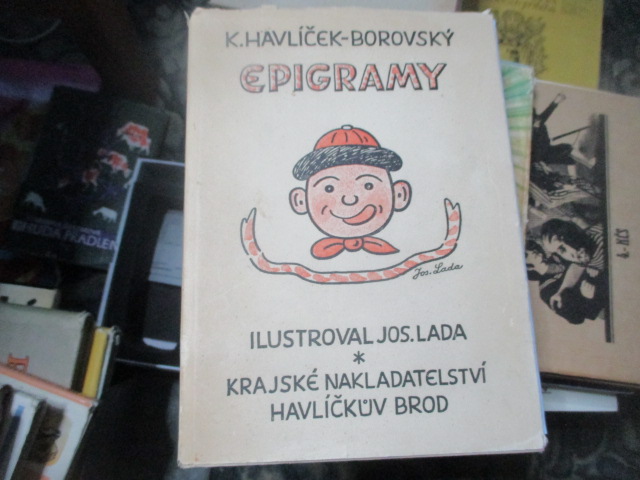 K. HAVLÍČEK-BOROVSKÝ
EPIGRAMY
Jos. Lada
ILUSTROVAL JOS. LADA
*
KRAJSKÉ NAKLADATELSTVÍ
HAVLÍČKŮV BROD